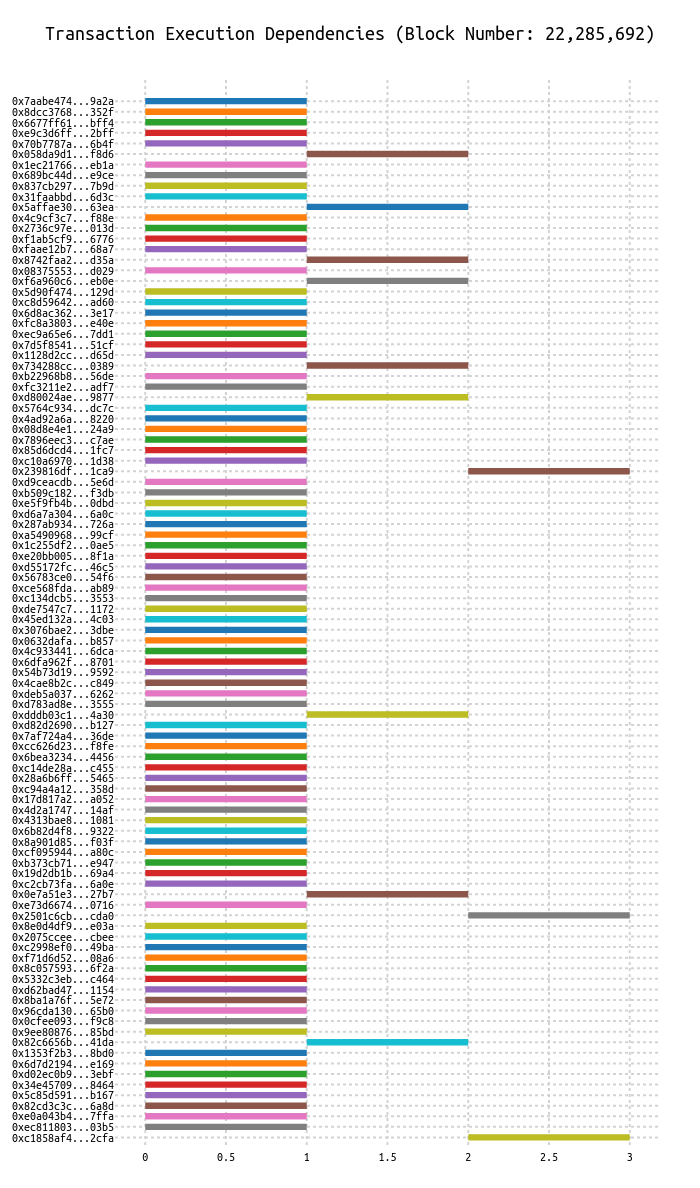 Transaction Execution Dependencies (Block Number: 22,285,692)
0x7aabe474...9a2a
0x8dcc3768...352f
0x6677ff61...bff4
0xe9c3d6ff...2bff
0x70b7787a...6b4f
0x058da9d1...f8d6
0x1ec21766...eb1a
0x689bc44d...e9ce
0x837cb297...7b9d
0x31faabbd...6d3c
0x5affae30...63ea
0x4c9cf3c7...f88e
0x2736c97e...013d
0xf1ab5cf9...6776
0xfaae12b7...68a7
0x8742faa2...d35a
0x08375553...d029
0xf6a960c6...eb0e
0x5d90f474...129d
0xc8d59642...ad60
0x6d8ac362...3e17
0xfc8a3803...e40e
0xec9a65e6...7dd1
0x7d5f8541...51cf
0x1128d2cc...d65d
0x734288cc...0389
0xb22968b8...56de
0xfc3211e2...adf7
0xd80024ae...9877
0x5764c934...dc7c
0x4ad92a6a...8220
0x08d8e4e1...24a9
0x7896eec3...c7ae
0x85d6dcd4...1fc7
0xc10a6970...1d38
0x239816df...1ca9
0xd9ceacdb...5e6d
0xb509c182...f3db
0xe5f9fb4b...0dbd
0xd6a7a304...6a0c
0x287ab934...726a
0xa5490968...99cf
0x1c255df2...0ae5
0xe20bb005...8f1a
0xd55172fc...46c5
0x56783ce0...54f6
0xce568fda...ab89
0xc134dcb5...3553
0xde7547c7...1172
0x45ed132a...4c03
0x3076bae2...3dbe
0x0632dafa...b857
0x4c933441...6dca
0x6dfa962f...8701
0x54b73d19...9592
0x4cae8b2c...c849
0xdeb5a037...6262
0xd783ad8e...3555
0xdddb03c1...4a30
0xd82d2690...b127
0x7af724a4...36de
0xcc626d23...f8fe
0x6bea3234...4456
0xc14de28a...c455
0x28a6b6ff...5465
0xc94a4a12...358d
0x17d817a2...a052
0x4d2a1747...14af
0x4313bae8...1081
0x6b82d4f8...9322
0x8a901d85...f03f
0xcf095944...a80c
0xb373cb71...e947
0x19d2db1b...69a4
0xc2cb73fa...6a0e
0x0e7a51e3...27b7
0xe73d6674...0716
0x2501c6cb...cda0
0x8e0d4df9...e03a
0x2075ccee...cbee
0xc2998ef0...49ba
0xf71d6d52...08a6
0x8c057593...6f2a
0x5332c3eb...c464
0xd62bad47...1154
0x8ba1a76f...5e72
0x96cda130...65b0
0x0cfee093...f9c8
0x9ee80876...85bd
0x82c6656b...41da
0x1353f2b3...8bd0
0x6d7d2194...e169
0xd02ec0b9...3ebf
0x34e45709...8464
0x5c85d591...b167
0x82cd3c3c...6a8d
0xe0a043b4...7ffa
0xec811803...03b5
0xc1858af4...2cfa
0 0.5 1 1.5 2 2.5 3